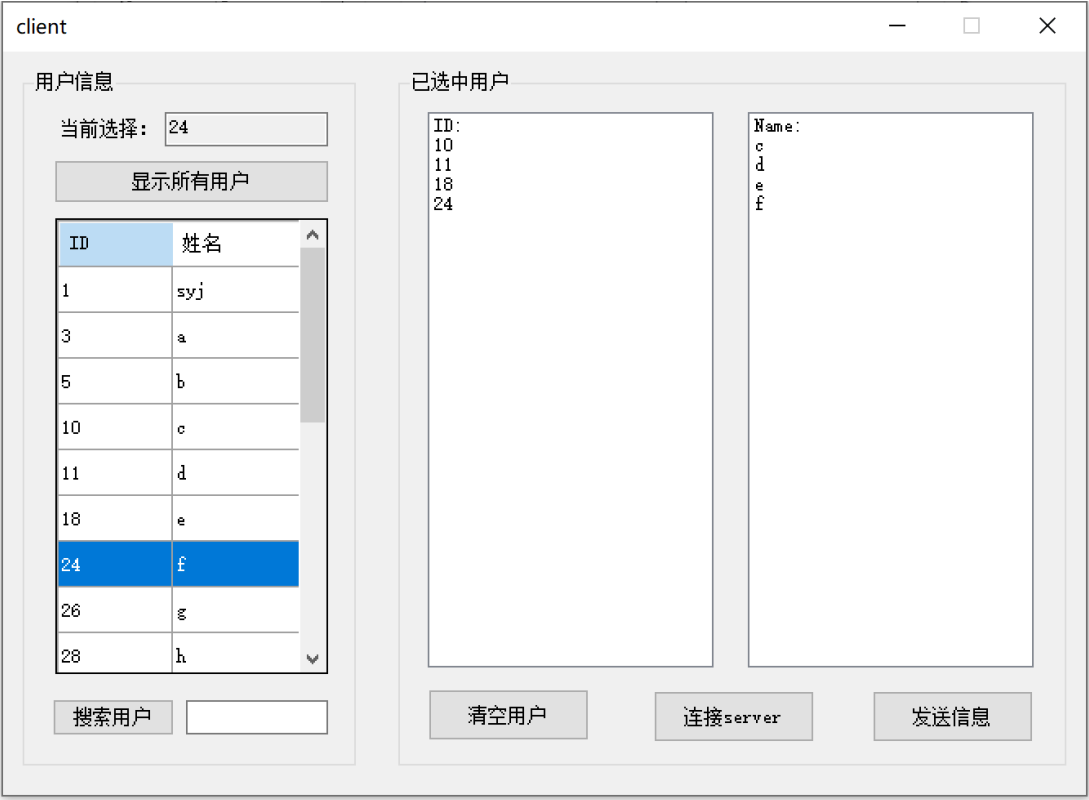 client
用户信息
当前选择： 24
显示所有用户
ID 姓名
1 syj
3 a
5 b
10 c
11 d
18 e
24 f
26 g
28 h
搜索用户
已选中用户
ID:
10
11
18
24
Name:
c
d
e
f
清空用户 连接server 发送信息